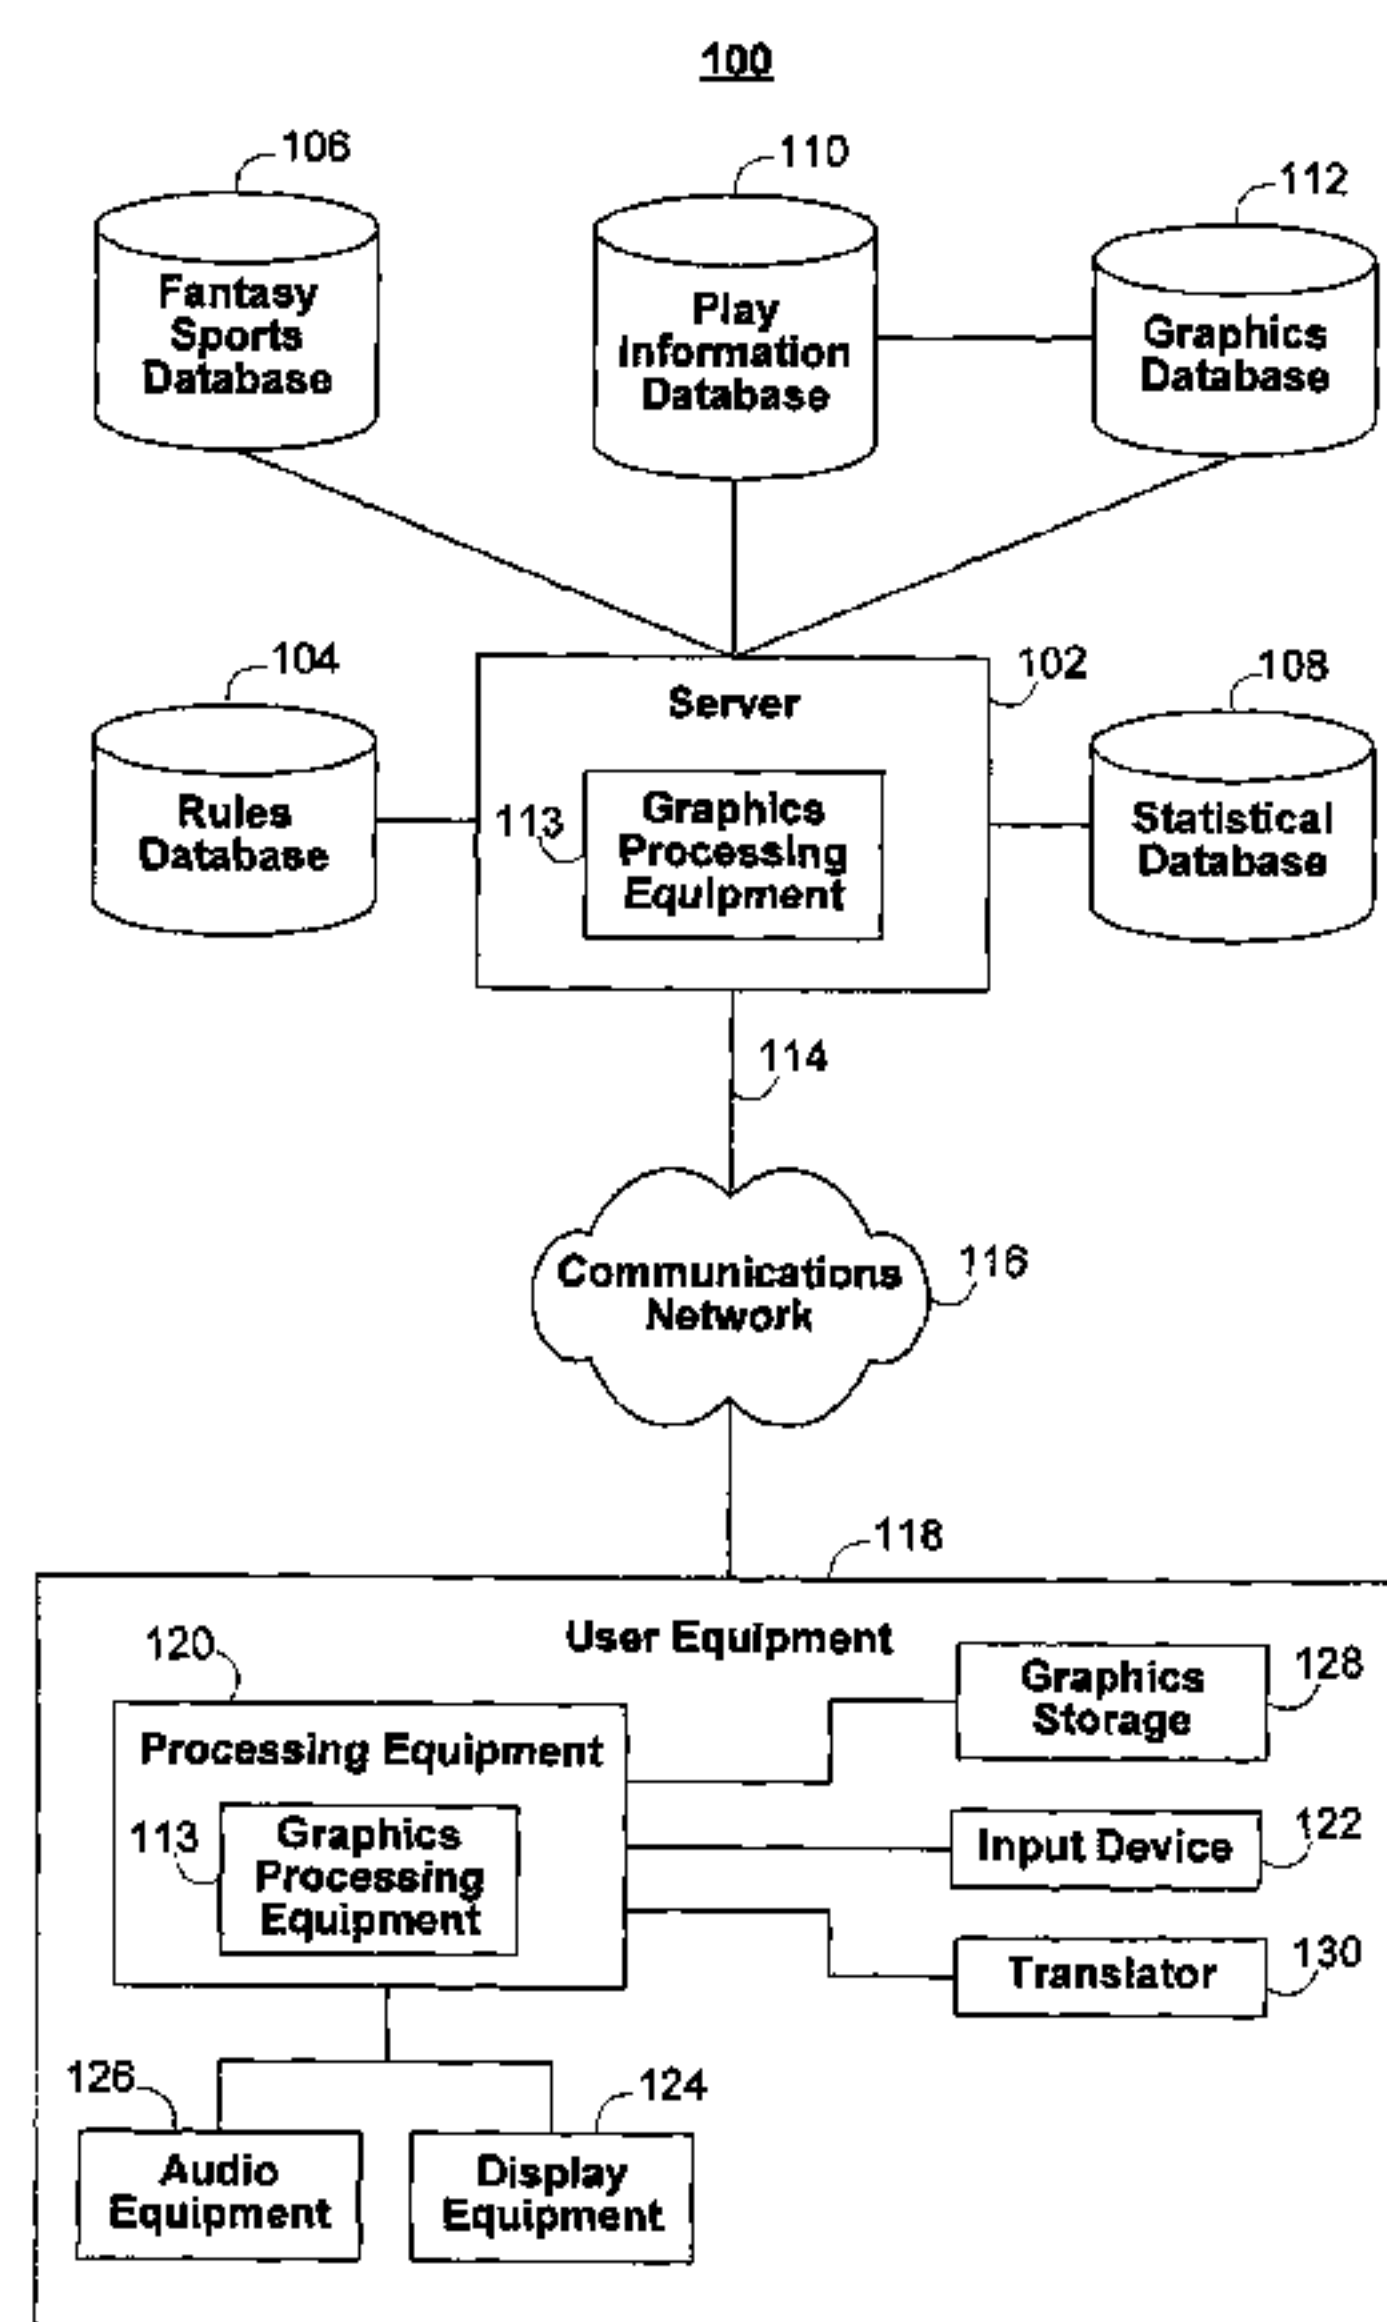 100
106
110
112
Fantasy
Sports
Database
Play
Information
Database
Graphics
Database
104
102
108
Server
Rules
Database
113
Graphics
Processing
Equipment
Statistical
Database
114
Communications
Network
116
118
User Equipment
120
Processing Equipment
113
Graphics
Processing
Equipment
Graphics
Storage
128
Input Device
122
Translator
130
126
124
Audio
Equipment
Display
Equipment